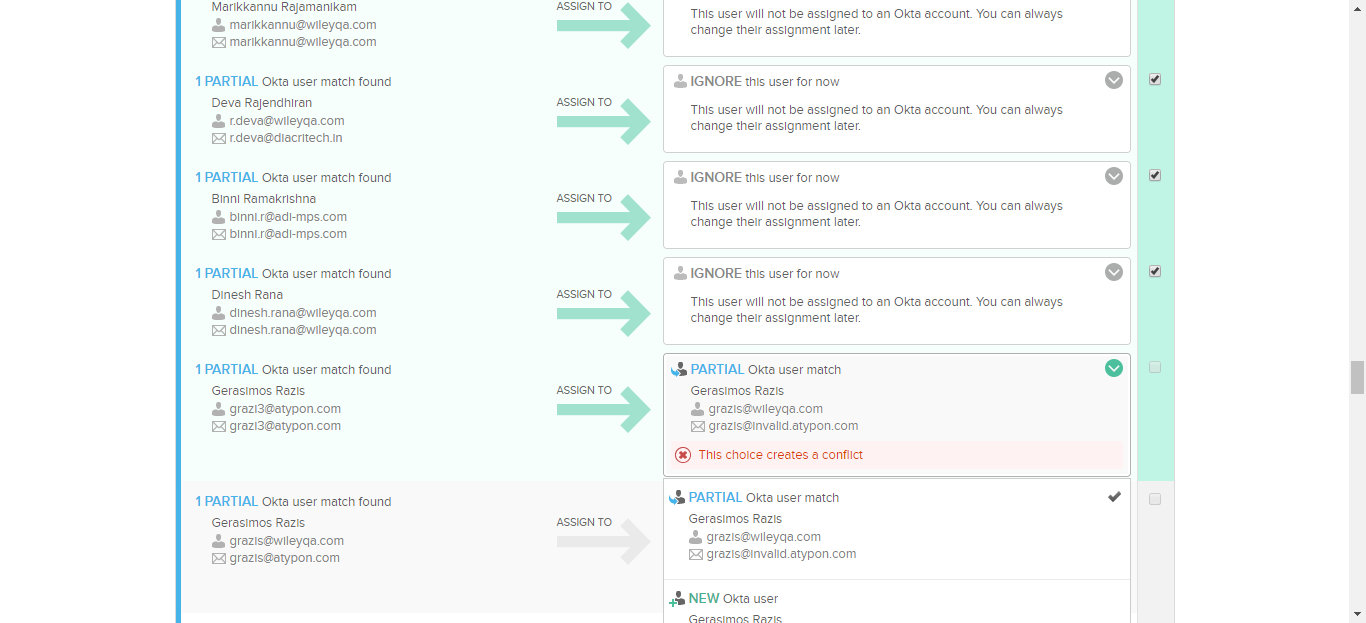 Marikkannu Rajamanikam
marikkannu@wileyqa.com
marikkannu@wileyqa.com
ASSIGN TO
This user will not be assigned to an Okta account. You can always
change their assignment later.
1 PARTIAL Okta user match found
Deva Rajendhiran
r.deva@wileyqa.com
r.deva@diacritech.in
ASSIGN TO
IGNORE this user for now
This user will not be assigned to an Okta account. You can always
change their assignment later.
1 PARTIAL Okta user match found
Binni Ramakrishna
binni.r@adi-mps.com
binni.r@adi-mps.com
ASSIGN TO
IGNORE this user for now
This user will not be assigned to an Okta account. You can always
change their assignment later.
1 PARTIAL Okta user match found
Dinesh Rana
dinesh.rana@wileyqa.com
dinesh.rana@wileyqa.com
ASSIGN TO
IGNORE this user for now
This user will not be assigned to an Okta account. You can always
change their assignment later.
1 PARTIAL Okta user match found
Gerasimos Razis
grazi3@atypon.com
grazi3@atypon.com
ASSIGN TO
PARTIAL Okta user match
Gerasimos Razis
grazis@wileyqa.com
grazis@invalid.atypon.com
This choice creates a conflict
1 PARTIAL Okta user match found
Gerasimos Razis
grazis@wileyqa.com
grazis@atypon.com
ASSIGN TO
PARTIAL Okta user match
Gerasimos Razis
grazis@wileyqa.com
grazis@invalid.atypon.com
NEW Okta user
Gerasimos Razis